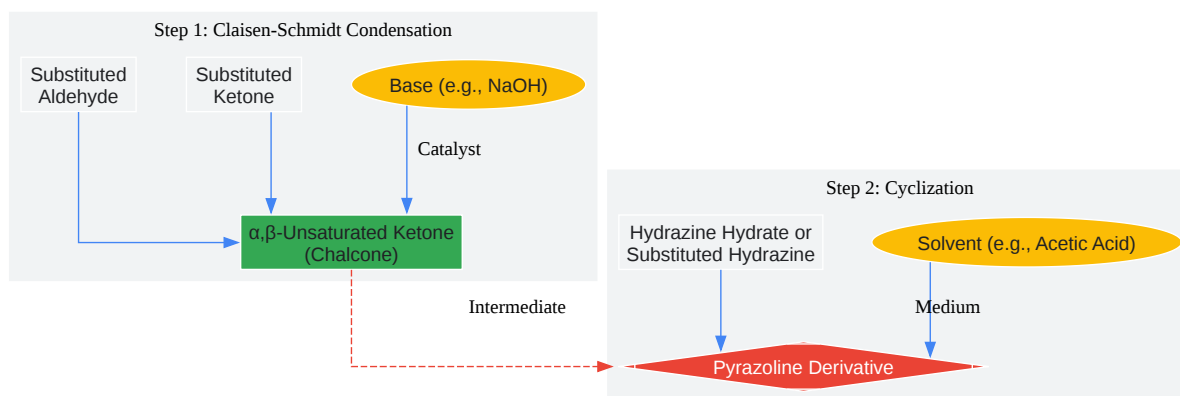 Step 1: Claisen-Schmidt Condensation
Substituted
Aldehyde
Substituted
Ketone
Base (e.g., NaOH)
Catalyst
α,β-Unsaturated Ketone
(Chalcone)
Intermediate
Step 2: Cyclization
Hydrazine Hydrate or
Substituted Hydrazine
Solvent (e.g., Acetic Acid)
Medium
Pyrazoline Derivative